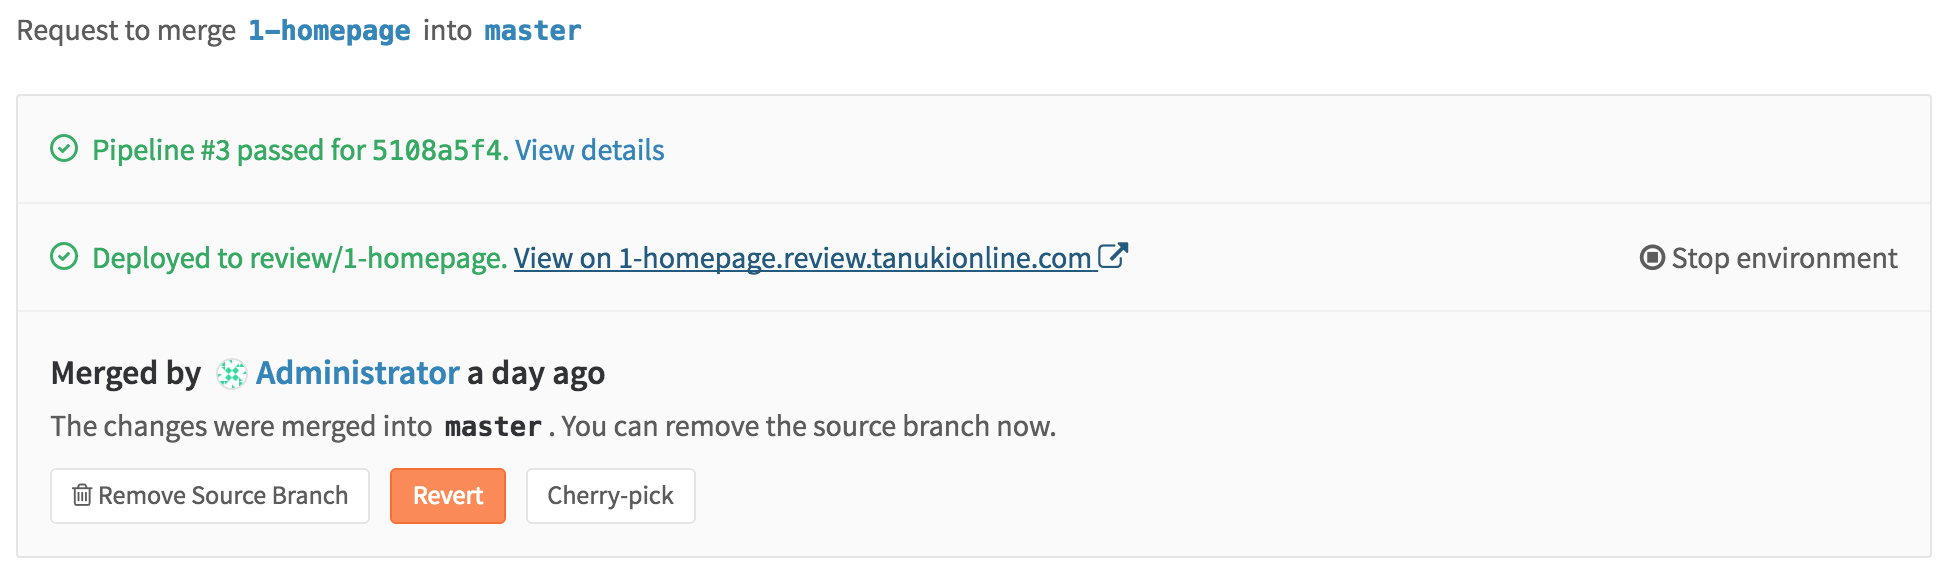 Request to merge 1-homepage into master
Pipeline #3 passed for 5108a5f4. View details
Deployed to review/1-homepage. View on 1-homepage.review.tanukionline.com Stop environment
Merged by Administrator a day ago
The changes were merged into master. You can remove the source branch now.
Remove Source Branch Revert Cherry-pick